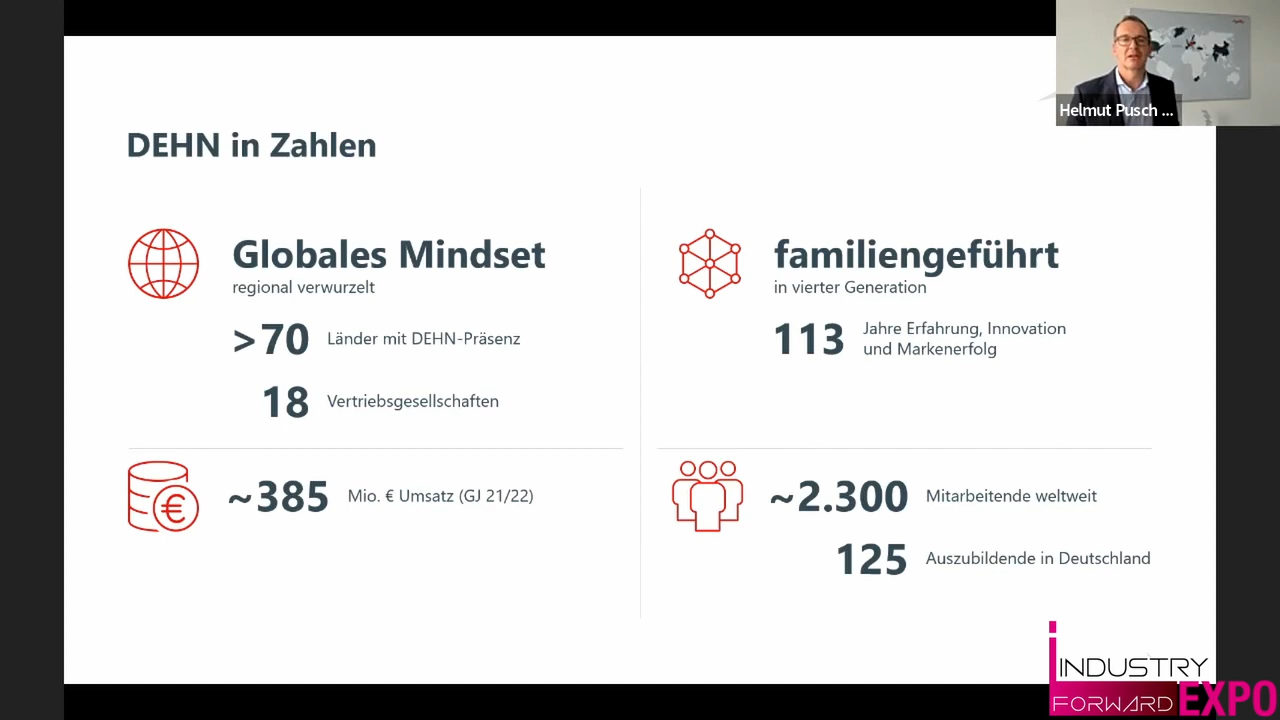 Helmut Pusch ...
DEHN in Zahlen
Globales Mindset
regional verwurzelt
>70 Länder mit DEHN-Präsenz
18 Vertriebsgesellschaften
familiengeführt
in vierter Generation
113 Jahre Erfahrung, Innovation
und Markenerfolg
~385 Mio. € Umsatz (GJ 21/22)
~2.300 Mitarbeitende weltweit
125 Auszubildende in Deutschland
INDUSTRY
FORWARD EXPO